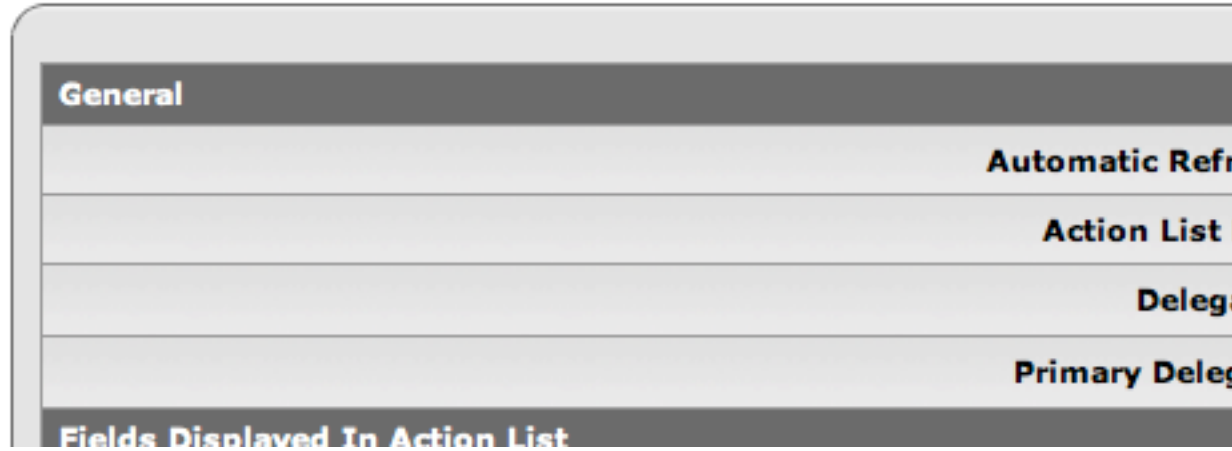 General
Automatic Refr
Action List
Delega
Primary Deleg
Fields Displayed In Action List